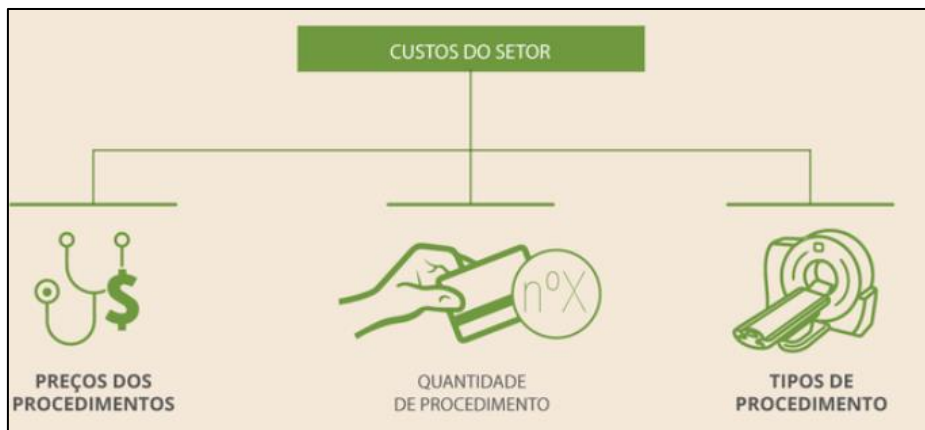 CUSTOS DO SETOR
$
nºX
PREÇOS DOS
PROCEDIMENTOS
QUANTIDADE
DE PROCEDIMENTO
TIPOS DE
PROCEDIMENTO